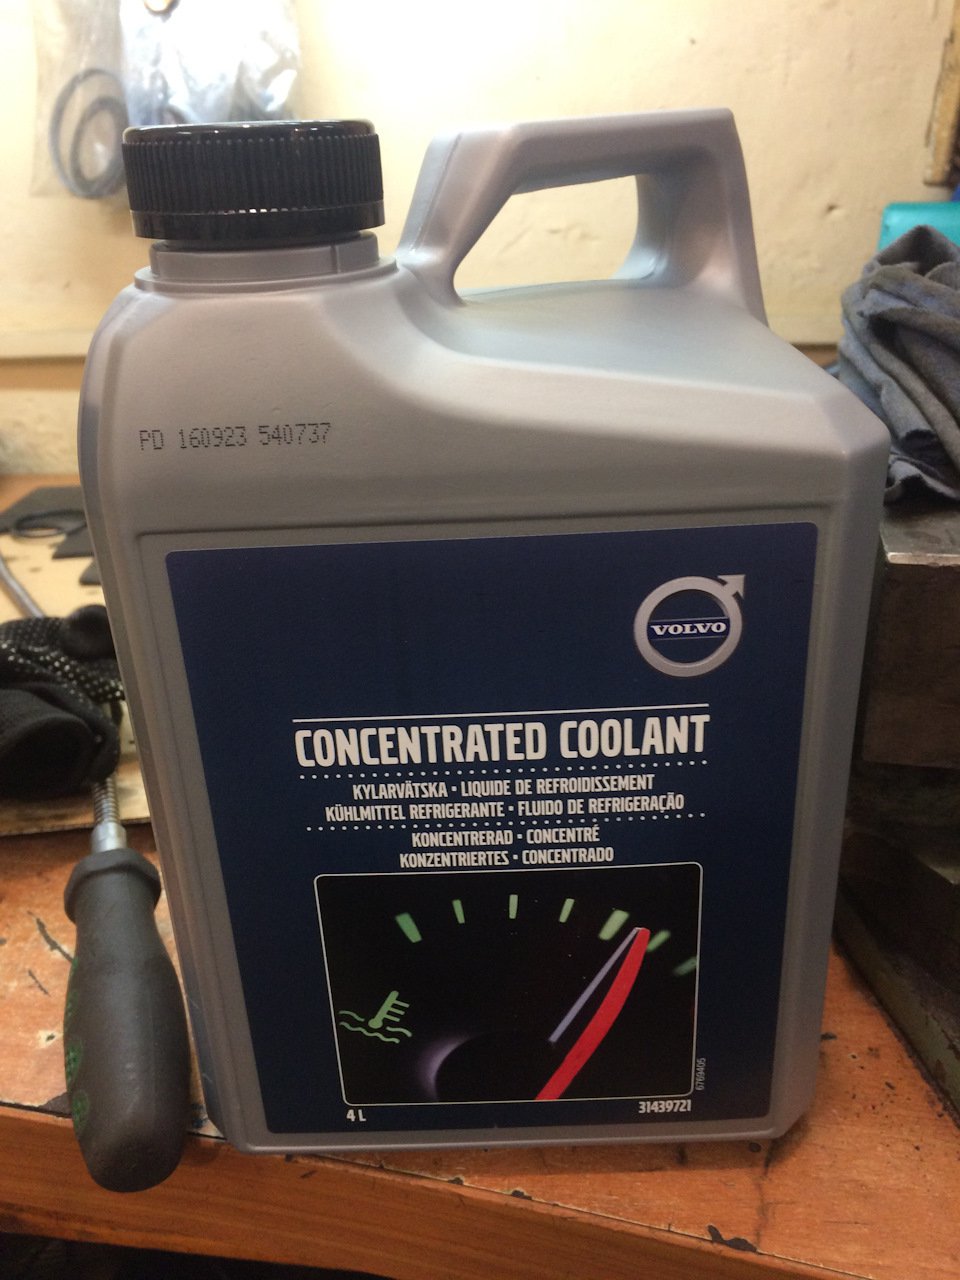 PD 160923 540737
VOLVO
CONCENTRATED COOLANT
KYLARVÄTSKA • LIQUIDE DE REFROIDISSEMENT
KÜHLMITTEL REFRIGERANTE • FLUIDO DE REFRIGERAÇÃO
KONCENTRERAD • CONCENTRÉ
KONZENTRIERTES • CONCENTRADO
6769406
4 L
31439721